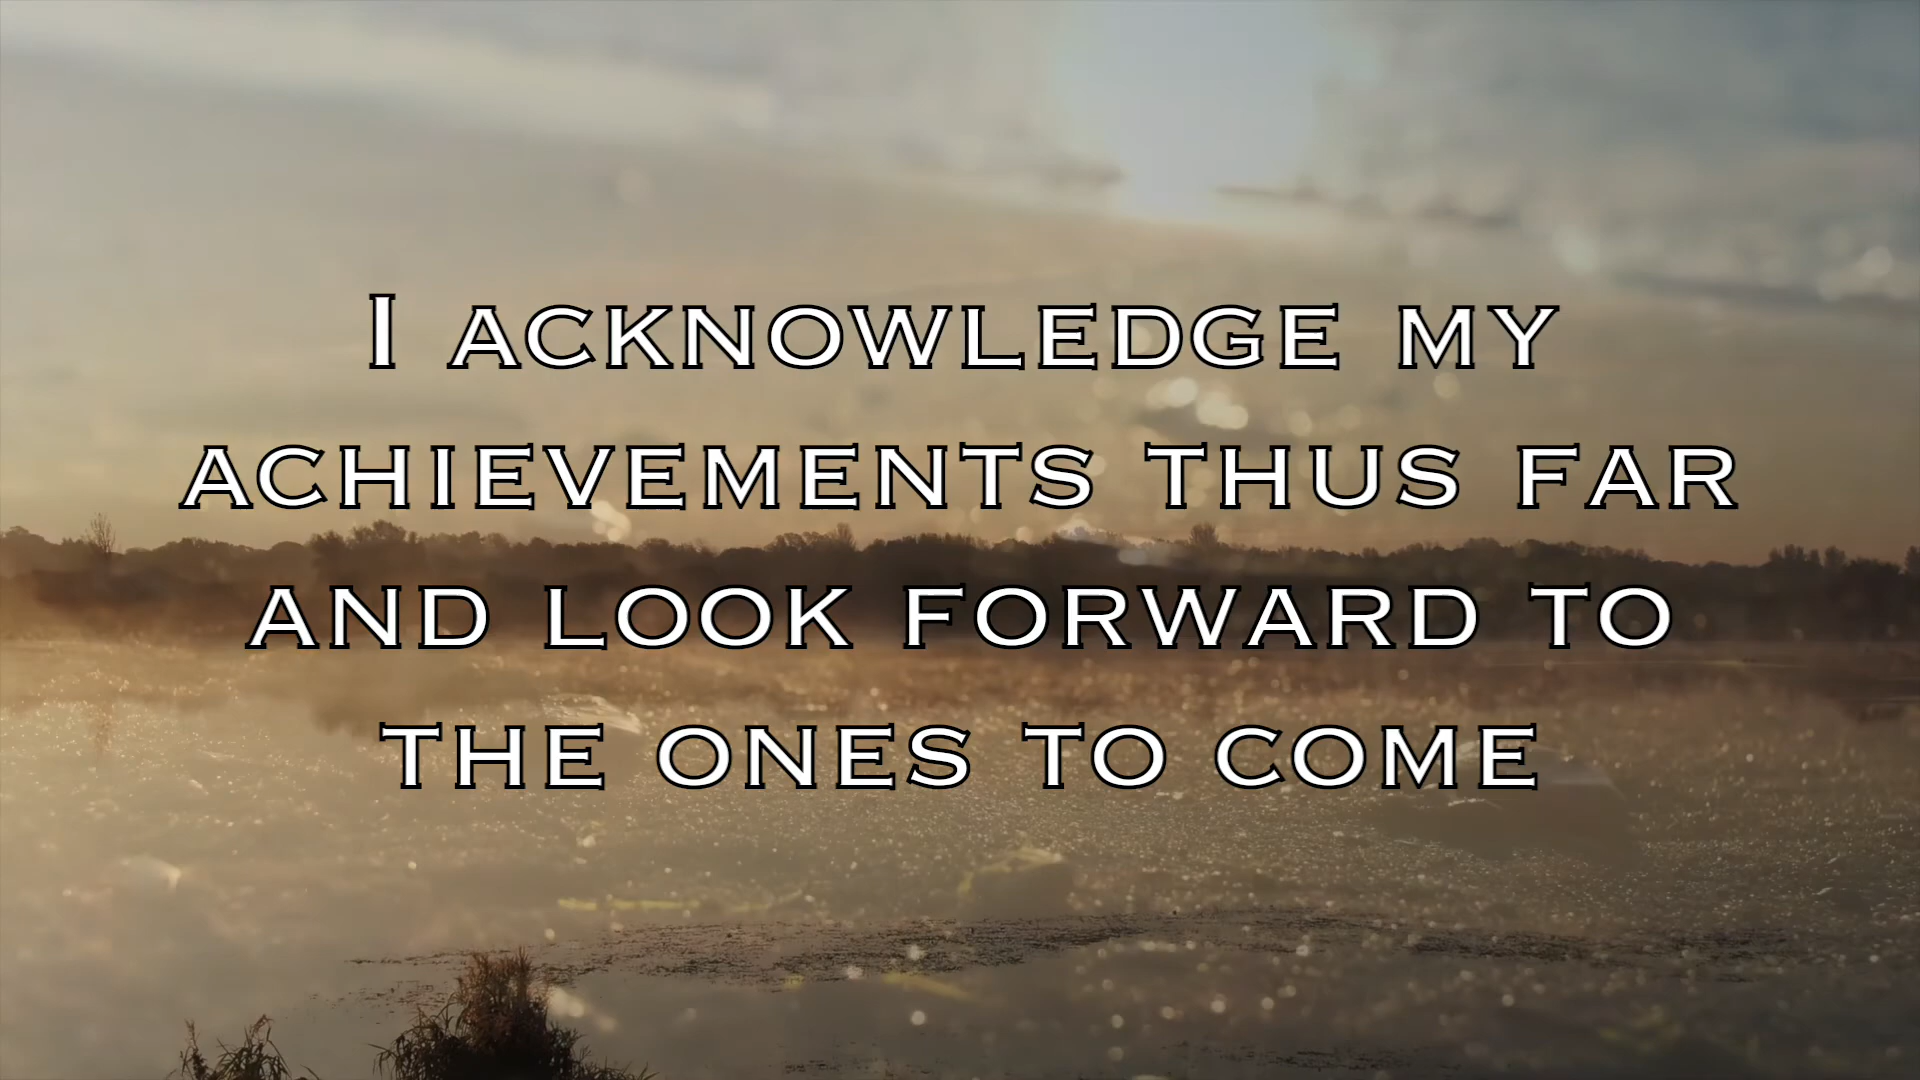 I ACKNOWLEDGE MY
ACHIEVEMENTS THUS FAR
AND LOOK FORWARD TO
THE ONES TO COME